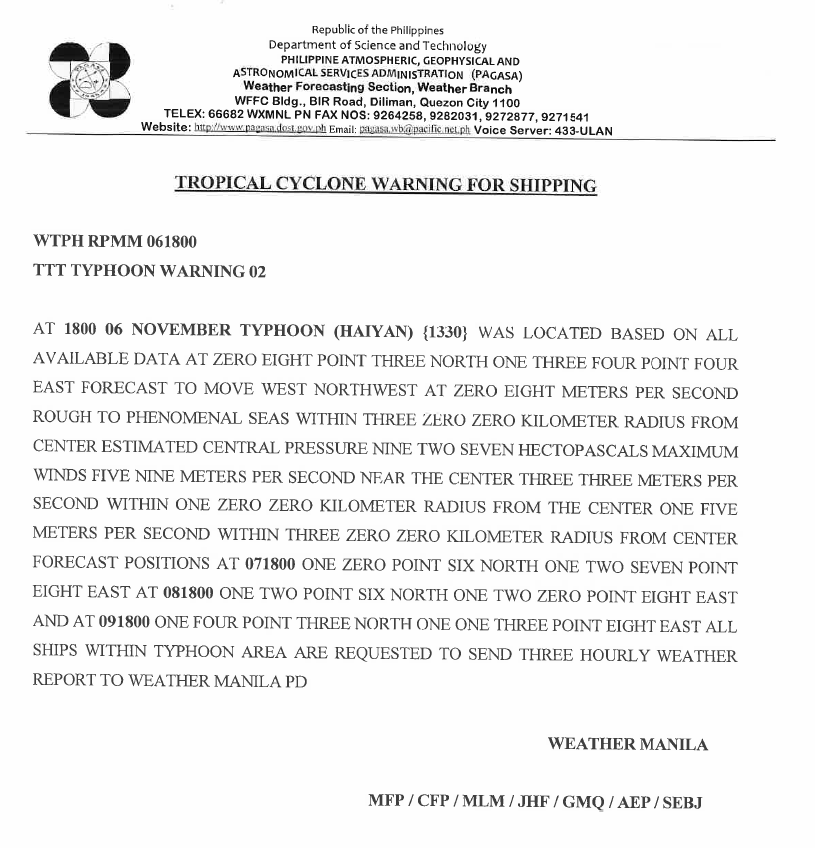 Republic of the Philippines
Department of Science and Technology
PHILIPPINE ATMOSPHERIC, GEOPHYSICAL AND
ASTRONOMICAL SERVICES ADMINISTRATION (PAGASA)
Weather Forecasting Section, Weather Branch
WFFC Bldg., BIR Road, Diliman, Quezon City 1100
TELEX: 66682 WXMNL PN FAX NOS: 9264258, 9282031, 9272877, 9271541
Website: http://www.pagasa.dost.gov.ph Email: pagasa.wb@pacific.net.ph Voice Server: 433-ULAN
TROPICAL CYCLONE WARNING FOR SHIPPING
WTPH RPMM 061800
TTT TYPHOON WARNING 02
AT 1800 06 NOVEMBER TYPHOON (HAIYAN) {1330} WAS LOCATED BASED ON ALL
AVAILABLE DATA AT ZERO EIGHT POINT THREE NORTH ONE THREE FOUR POINT FOUR
EAST FORECAST TO MOVE WEST NORTHWEST AT ZERO EIGHT METERS PER SECOND
ROUGH TO PHENOMENAL SEAS WITHIN THREE ZERO ZERO KILOMETER RADIUS FROM
CENTER ESTIMATED CENTRAL PRESSURE NINE TWO SEVEN HECTOPASCALS MAXIMUM
WINDS FIVE NINE METERS PER SECOND NEAR THE CENTER THREE THREE METERS PER
SECOND WITHIN ONE ZERO ZERO KILOMETER RADIUS FROM THE CENTER ONE FIVE
METERS PER SECOND WITHIN THREE ZERO ZERO KILOMETER RADIUS FROM CENTER
FORECAST POSITIONS AT 071800 ONE ZERO POINT SIX NORTH ONE TWO SEVEN POINT
EIGHT EAST AT 081800 ONE TWO POINT SIX NORTH ONE TWO ZERO POINT EIGHT EAST
AND AT 091800 ONE FOUR POINT THREE NORTH ONE ONE THREE POINT EIGHT EAST ALL
SHIPS WITHIN TYPHOON AREA ARE REQUESTED TO SEND THREE HOURLY WEATHER
REPORT TO WEATHER MANILA PD
WEATHER MANILA
MFP / CFP / MLM / JHF / GMQ / AEP / SEBJ